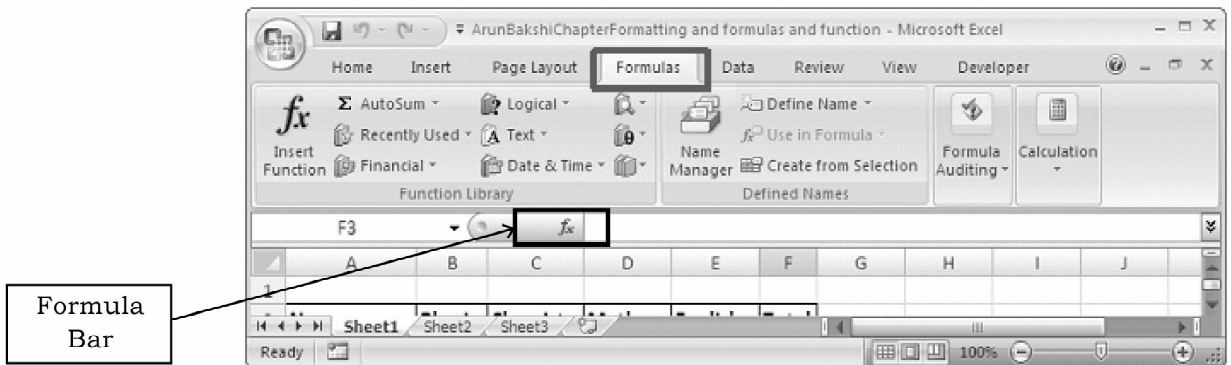 ArunBakshiChapterFormatting and formulas and function - Microsoft Excel
Home Insert Page Layout Formulas Data Review View Developer
fx Σ AutoSum Logical Define Name
Recently Used A Text θ fx Use in Formula
Insert Function Financial Date & Time Name Manager Create from Selection Formula Auditing Calculation
Function Library Defined Names
F3 fx
A B C D E F G H I J
1
Sheet1 Sheet2 Sheet3
Ready 100%
Formula
Bar